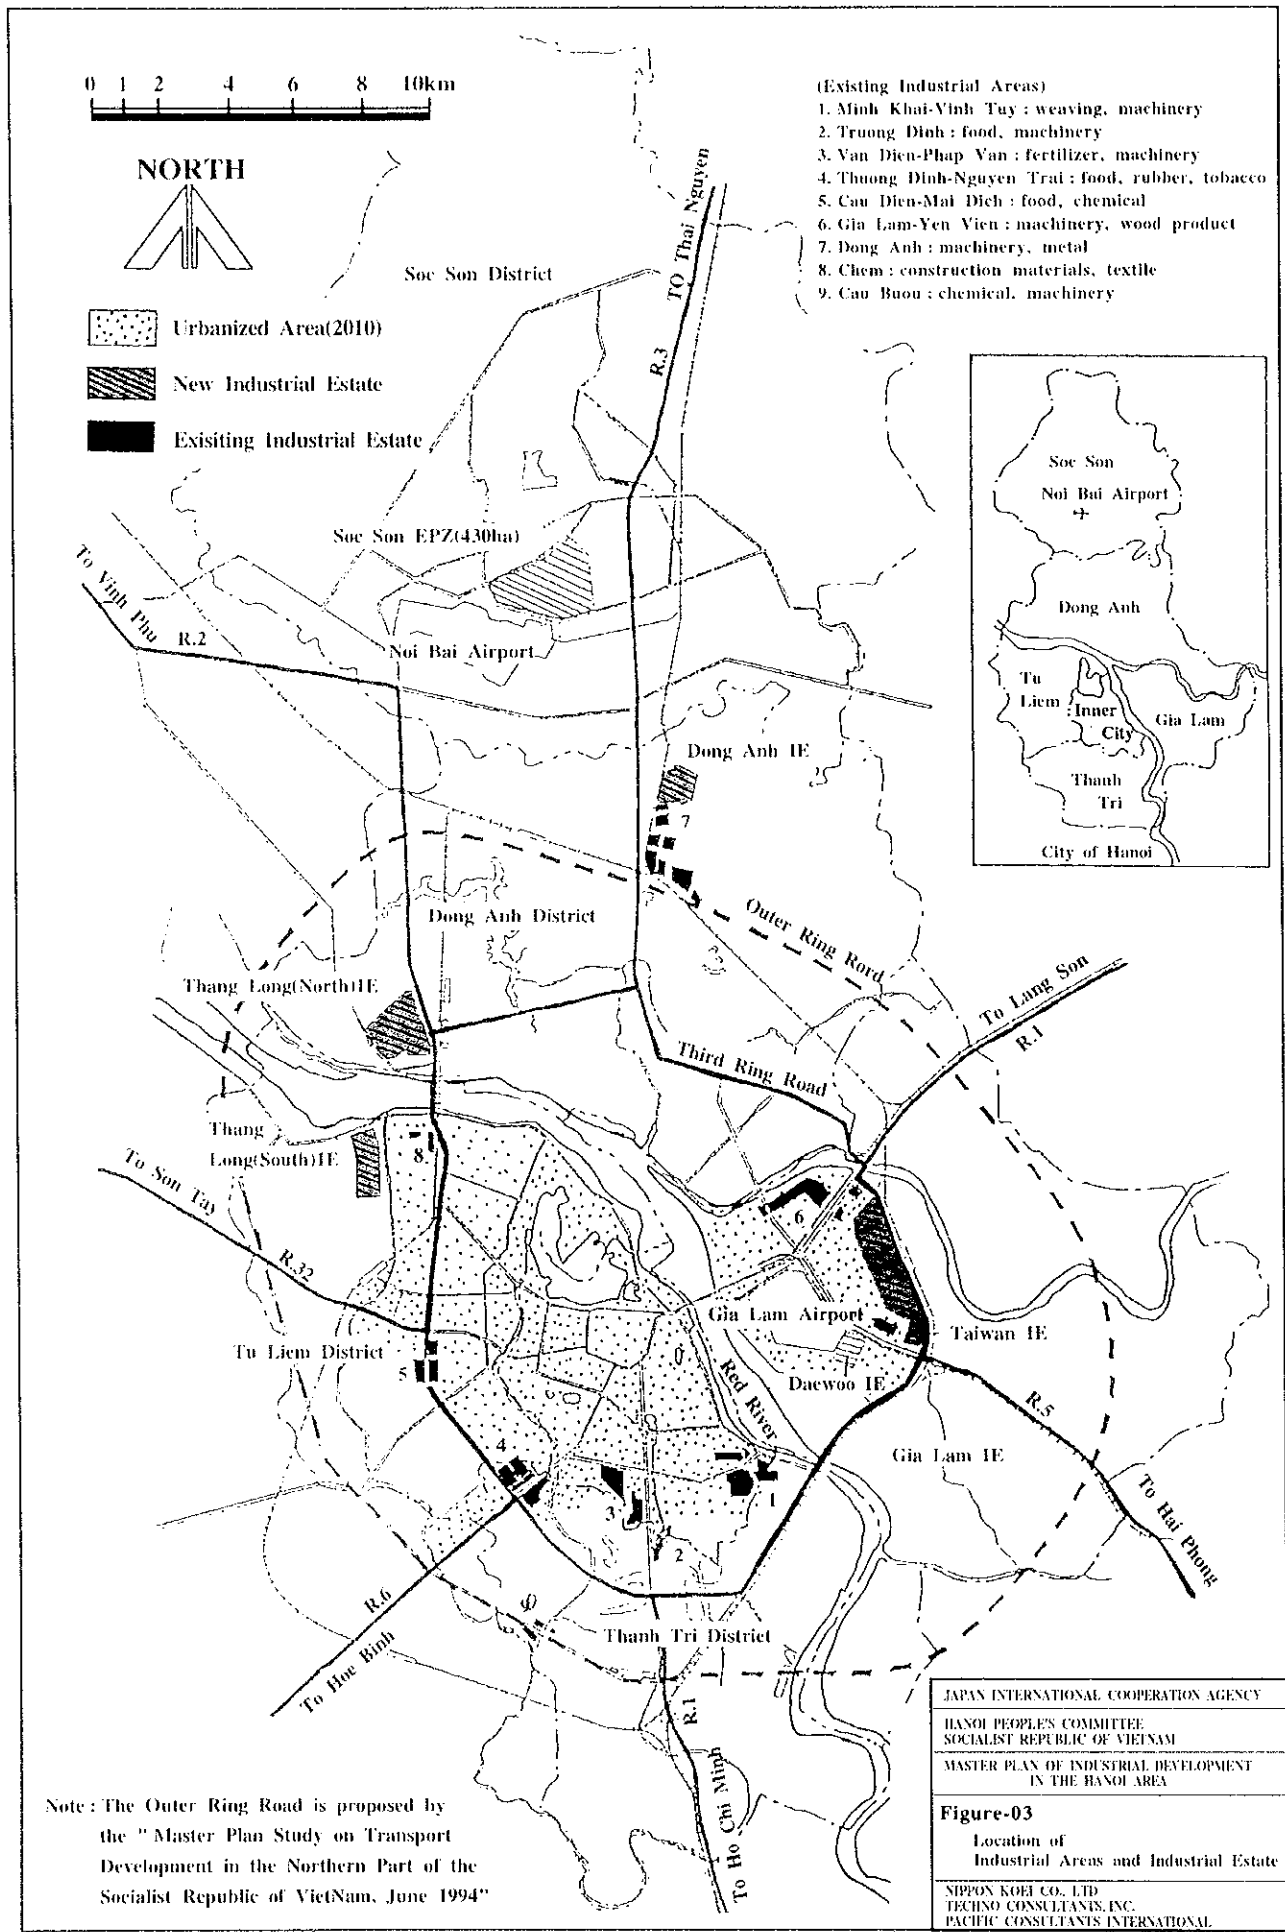 0 1 2 4 6 8 10km
NORTH
Urbanized Area(2010)
New Industrial Estate
Exisiting Industrial Estate
(Existing Industrial Areas)
1. Minh Khai-Vinh Tuy : weaving, machinery
2. Truong Dinh : food, machinery
3. Van Dien-Phap Van : fertilizer, machinery
4. Thuong Dinh-Nguyen Trai : food, rubber, tobacco
5. Cau Dien-Mai Dich : food, chemical
6. Gia Lam-Yen Vien : machinery, wood product
7. Dong Anh : machinery, metal
8. Chem : construction materials, textile
9. Cau Buou : chemical, machinery
Soc Son
Noi Bai Airport
Dong Anh
Tu
Liem
Inner
City
Gia Lam
Thanh
Tri
City of Hanoi
TO Thai Nguyen
R.3
Soc Son District
Soc Son EPZ(430ha)
To Vinh Phu
R.2
Noi Bai Airport
Dong Anh IE
7
Outer Ring Rord
Dong Anh District
Thang Long(North)IE
To Lang Son
R.1
Third Ring Road
Thang
Long(South)IE
8
To Son Tay
R.32
6
Gia Lam Airport
Taiwan IE
Tu Liem District
5
Daewoo IE
Red River
R.5
Gia Lam IE
To Hai Phong
4
3
1
2
R.6
To Hoe Binh
9
Thanh Tri District
R.1
To Ho Chi Minh
Note : The Outer Ring Road is proposed by
the " Master Plan Study on Transport
Development in the Northern Part of the
Socialist Republic of VietNam, June 1994"
JAPAN INTERNATIONAL COOPERATION AGENCY
HANOI PEOPLE'S COMMITTEE
SOCIALIST REPUBLIC OF VIETNAM
MASTER PLAN OF INDUSTRIAL DEVELOPMENT
IN THE HANOI AREA
Figure-03
Location of
Industrial Areas and Industrial Estate
NIPPON KOEI CO., LTD
TECHNO CONSULTANTS, INC.
PACIFIC CONSULTANTS INTERNATIONAL